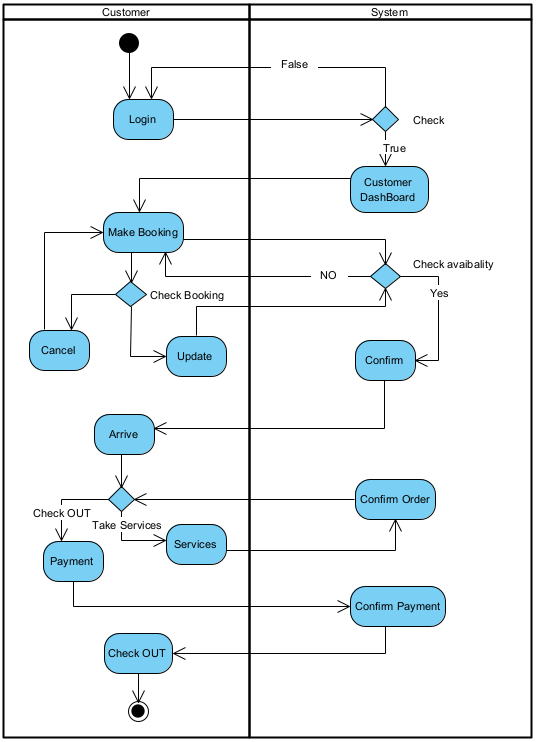 Customer
System
False
Login
Check
True
Customer
DashBoard
Make Booking
Check avaibality
NO
Yes
Check Booking
Cancel
Update
Confirm
Arrive
Confirm Order
Check OUT
Take Services
Services
Payment
Confirm Payment
Check OUT